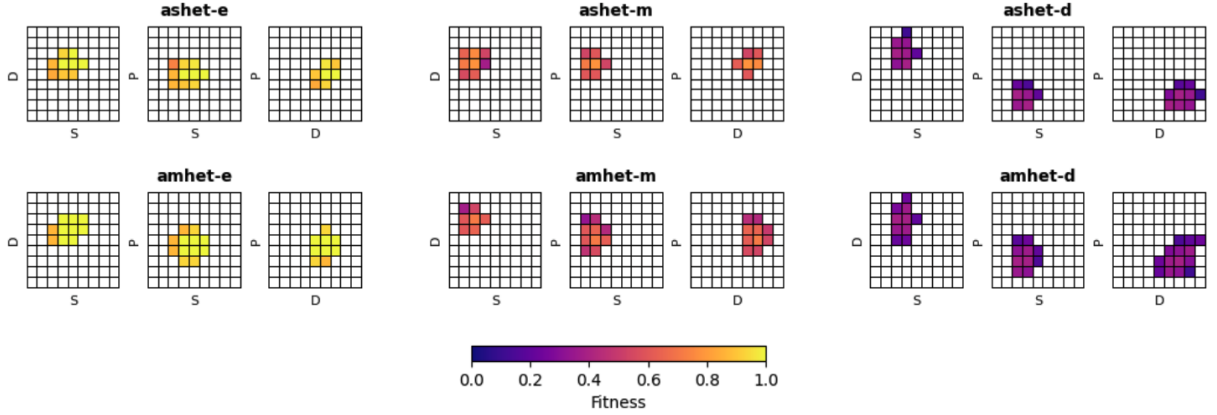 ashet-e ashet-m ashet-d
D P P D P P D P P
S S D S S D S S D
amhet-e amhet-m amhet-d
D P P D P P D P P
S S D S S D S S D
0.0 0.2 0.4 0.6 0.8 1.0
Fitness